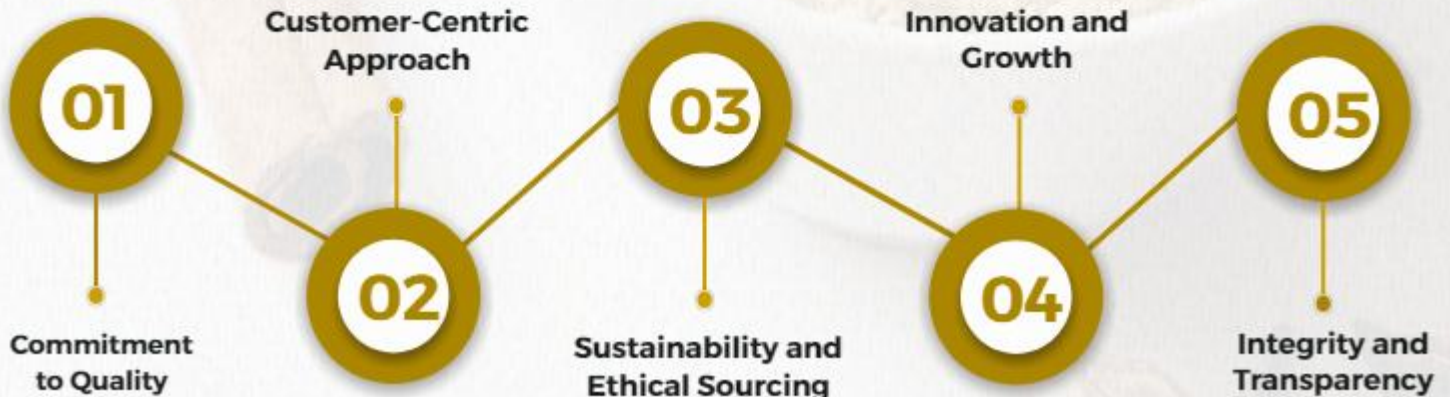 01
Commitment
to Quality
Customer-Centric
Approach
02
03
Sustainability and
Ethical Sourcing
Innovation and
Growth
04
05
Integrity and
Transparency